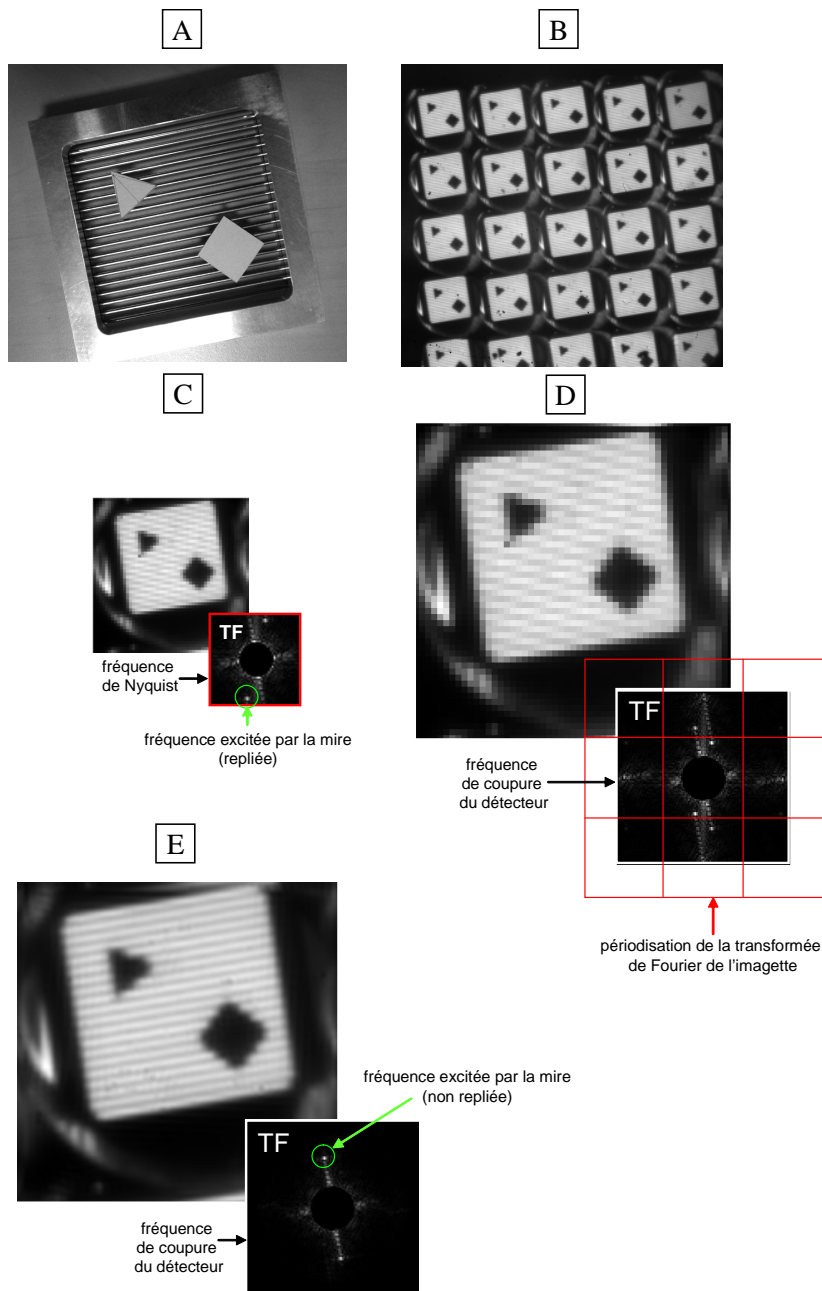 A
B
C
D
TF
fréquence
de Nyquist
fréquence excitée par la mire
(repliée)
TF
fréquence
de coupure
du détecteur
E
périodisation de la transformée
de Fourier de l'imagette
fréquence excitée par la mire
(non repliée)
TF
fréquence
de coupure
du détecteur